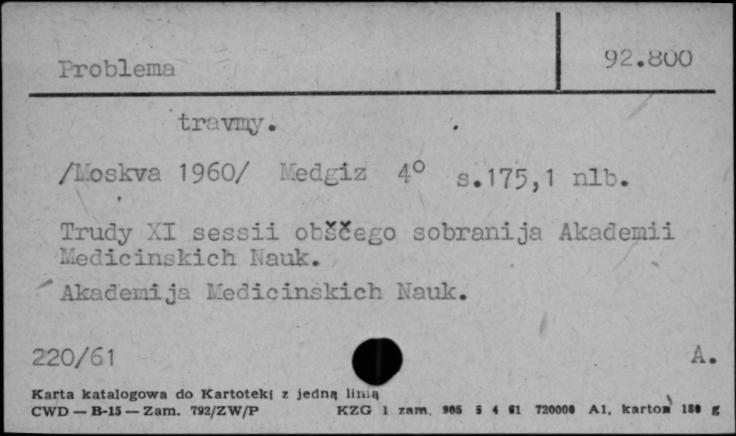 Problema 92.800
travmy.
/Moskva 1960/ Medgiz 4° s.175,1 nlb.
Trudy XI sessii obščego sobranija Akademii
Medicinskich Nauk.
Akademija Medicinskich Nauk.
220/61 A.
Karta katalogowa do Kartoteki z jedną linią
CWD — B-15 — Zam. 792/ZW/P KZG 1 zam. 905 5 4 61 720000 A1, karton 180 g